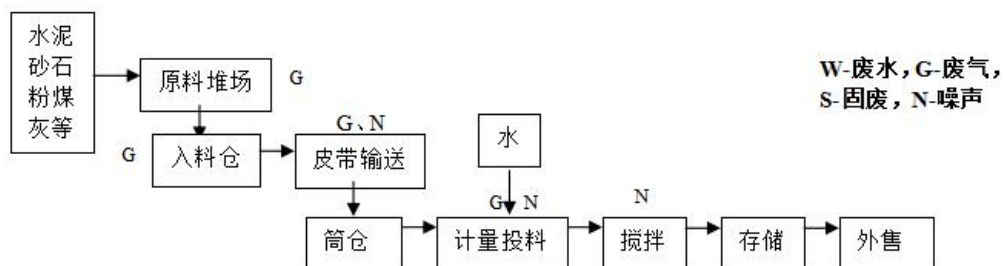 水泥
砂石
粉煤
灰等
原料堆场
G
W-废水，G-废气，
S-固废，N-噪声
G
入料仓
G、N
皮带输送
水
筒仓
G N
计量投料
N
搅拌
存储
外售